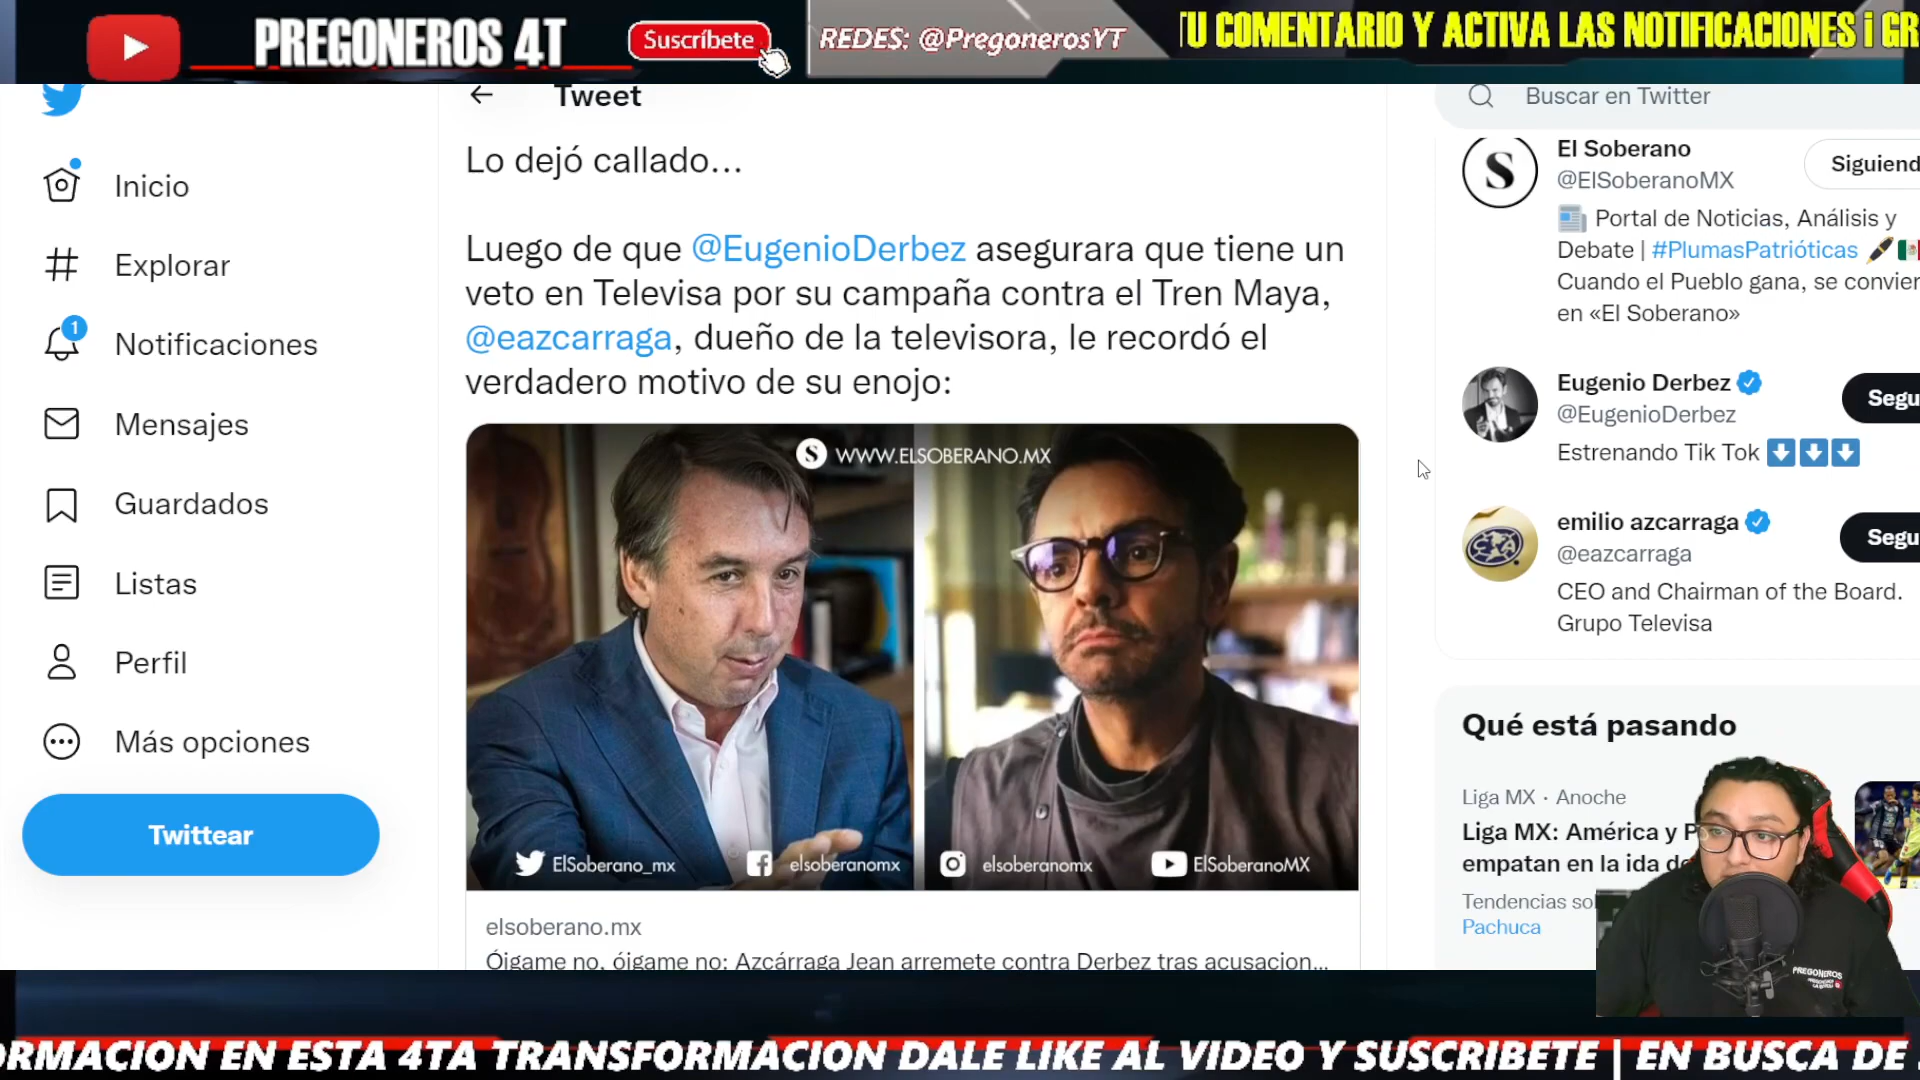 PREGONEROS 4T
Suscríbete
REDES: @PregonerosYT
TU COMENTARIO Y ACTIVA LAS NOTIFICACIONES ¡ GR
Inicio
Explorar
1
Notificaciones
Mensajes
Guardados
Listas
Perfil
Más opciones
Twittear
Tweet
Lo dejó callado...
Luego de que @EugenioDerbez asegurara que tiene un
veto en Televisa por su campaña contra el Tren Maya,
@eazcarraga, dueño de la televisora, le recordó el
verdadero motivo de su enojo:
S WWW.ELSOBERANO.MX
ElSoberano_mx
elsoberanomx
elsoberanomx
ElSoberanoMX
elsoberano.mx
Óigame no, óigame no: Azcárraga Jean arremete contra Derbez tras acusacion...
Buscar en Twitter
S
El Soberano
@ElSoberanoMX
Siguiend
Portal de Noticias, Análisis y
Debate | #PlumasPatrióticas
Cuando el Pueblo gana, se convier
en «El Soberano»
Eugenio Derbez
@EugenioDerbez
Segu
Estrenando Tik Tok
emilio azcarraga
@eazcarraga
Segu
CEO and Chairman of the Board.
Grupo Televisa
Qué está pasando
Liga MX · Anoche
Liga MX: América y P
empatan en la ida de
Tendencias so
Pachuca
PREGONEROS
ORMACION EN ESTA 4TA TRANSFORMACION DALE LIKE AL VIDEO Y SUSCRIBETE | EN BUSCA DE